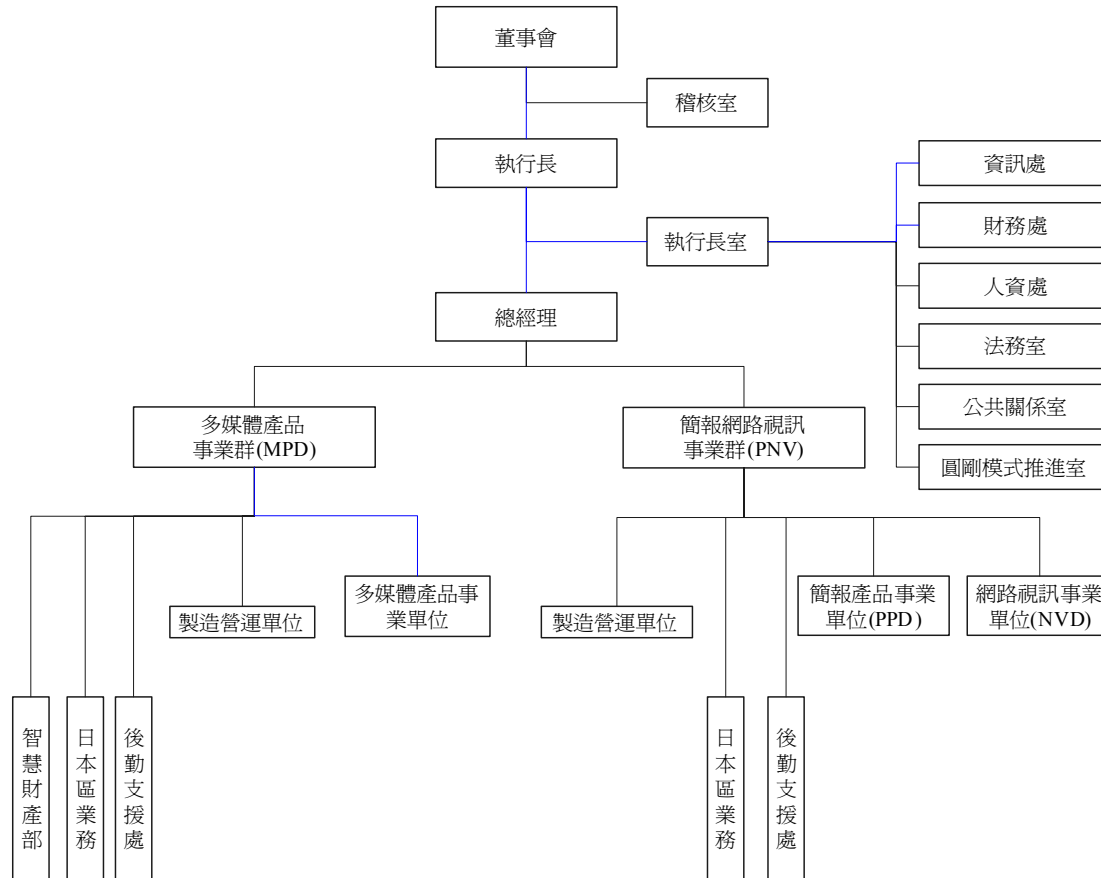 董事會
稽核室
執行長
資訊處
財務處
執行長室
人資處
總經理
法務室
公共關係室
多媒體產品
事業群(MPD)
簡報網路視訊
事業群(PNV)
圓剛模式推進室
製造營運單位
多媒體產品事
業單位
製造營運單位
簡報產品事業
單位(PPD)
網路視訊事業
單位(NVD)
智慧財產部
日本區業務
後勤支援處
日本區業務
後勤支援處